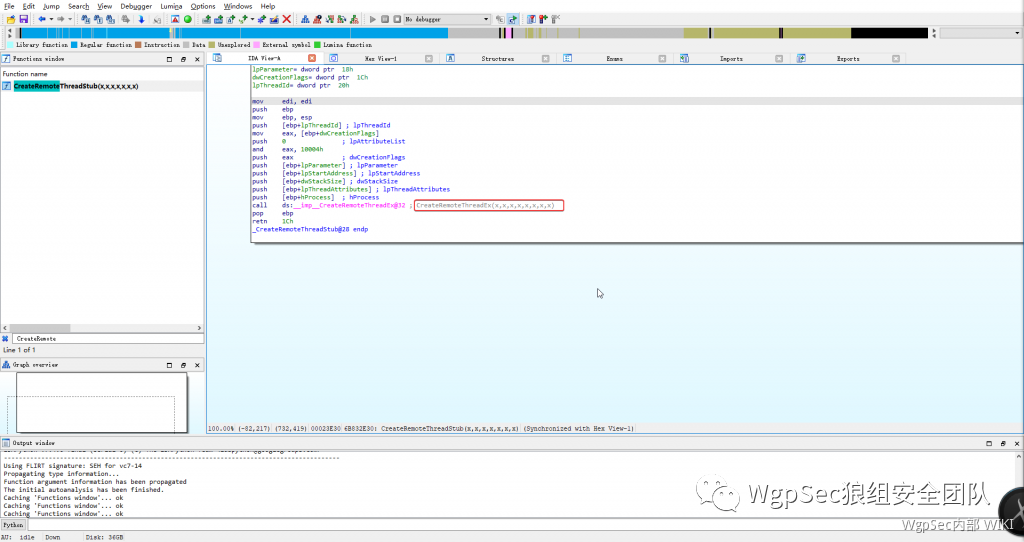 File Edit Jump Search View Debugger Lumina Options Windows Help
No debugger
Library function Regular function Instruction Data Unexplored External symbol Lumina function
Functions window
IDA View-A Hex View-1 Structures Enums Imports Exports
Function name
CreateRemoteThreadStub(x,x,x,x,x,x,x)
lpParameter= dword ptr 18h
dwCreationFlags= dword ptr 1Ch
lpThreadId= dword ptr 20h
mov edi, edi
push ebp
mov ebp, esp
push [ebp+lpThreadId] ; lpThreadId
mov eax, [ebp+dwCreationFlags]
push 0 ; lpAttributeList
and eax, 10004h
push eax ; dwCreationFlags
push [ebp+lpParameter] ; lpParameter
push [ebp+lpStartAddress] ; lpStartAddress
push [ebp+dwStackSize] ; dwStackSize
push [ebp+lpThreadAttributes] ; lpThreadAttributes
push [ebp+hProcess] ; hProcess
call ds:__imp__CreateRemoteThreadEx@32 ; CreateRemoteThreadEx(x,x,x,x,x,x,x,x)
pop ebp
retn 1Ch
_CreateRemoteThreadStub@28 endp
CreateRemote
Line 1 of 1
Graph overview
100.00% (-82,217) (732,419) 00023E30 6B832E30: CreateRemoteThreadStub(x,x,x,x,x,x,x) (Synchronized with Hex View-1)
Output window
Using FLIRT signature: SEH for vc7-14
Propagating type information...
Function argument information has been propagated
The initial autoanalysis has been finished.
Caching 'Functions window'... ok
Caching 'Functions window'... ok
Caching 'Functions window'... ok
Python
AU: idle Down Disk: 36GB
WgpSec狼组安全团队
WgpSec内部 WIKI